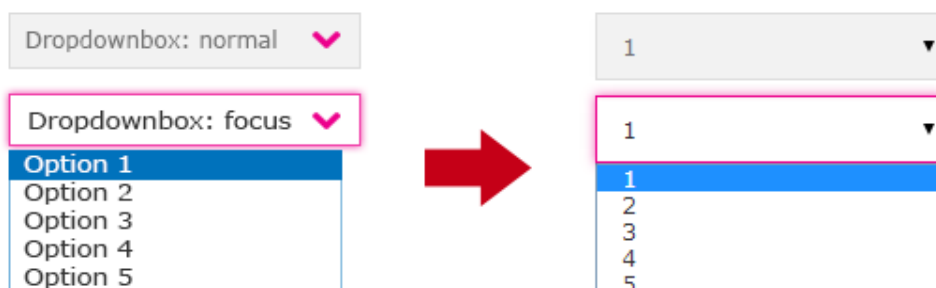 Dropdownbox: normal
Dropdownbox: focus
Option 1
Option 2
Option 3
Option 4
Option 5
1
1
1
2
3
4
5